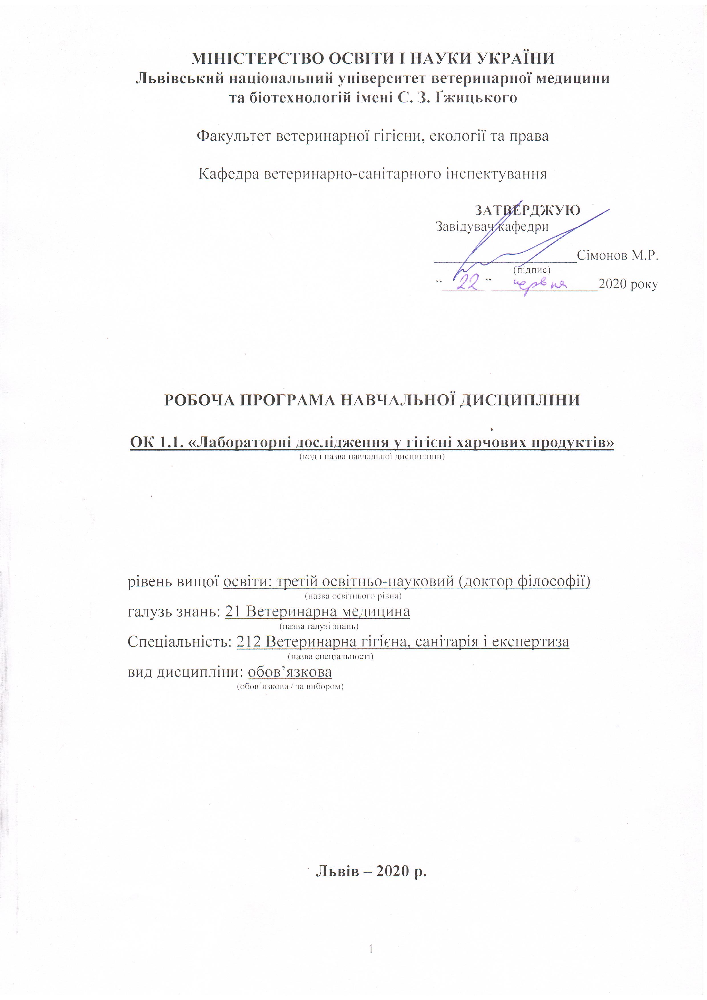 МІНІСТЕРСТВО ОСВІТИ І НАУКИ УКРАЇНИ
Львівський національний університет ветеринарної медицини
та біотехнологій імені С. З. Ґжицького
Факультет ветеринарної гігієни, екології та права
Кафедра ветеринарно-санітарного інспектування
ЗАТВЕРДЖУЮ
Завідувач кафедри
____________________Сімонов М.Р.
(підпис)
“ 22 ” червня 2020 року
РОБОЧА ПРОГРАМА НАВЧАЛЬНОЇ ДИСЦИПЛІНИ
ОК 1.1. «Лабораторні дослідження у гігієні харчових продуктів»
(код і назва навчальної дисципліни)
рівень вищої освіти: третій освітньо-науковий (доктор філософії)
(назва освітнього рівня)
галузь знань: 21 Ветеринарна медицина
(назва галузі знань)
Спеціальність: 212 Ветеринарна гігієна, санітарія і експертиза
(назва спеціальності)
вид дисципліни: обов’язкова
(обов’язкова / за вибором)
Львів – 2020 р.
1